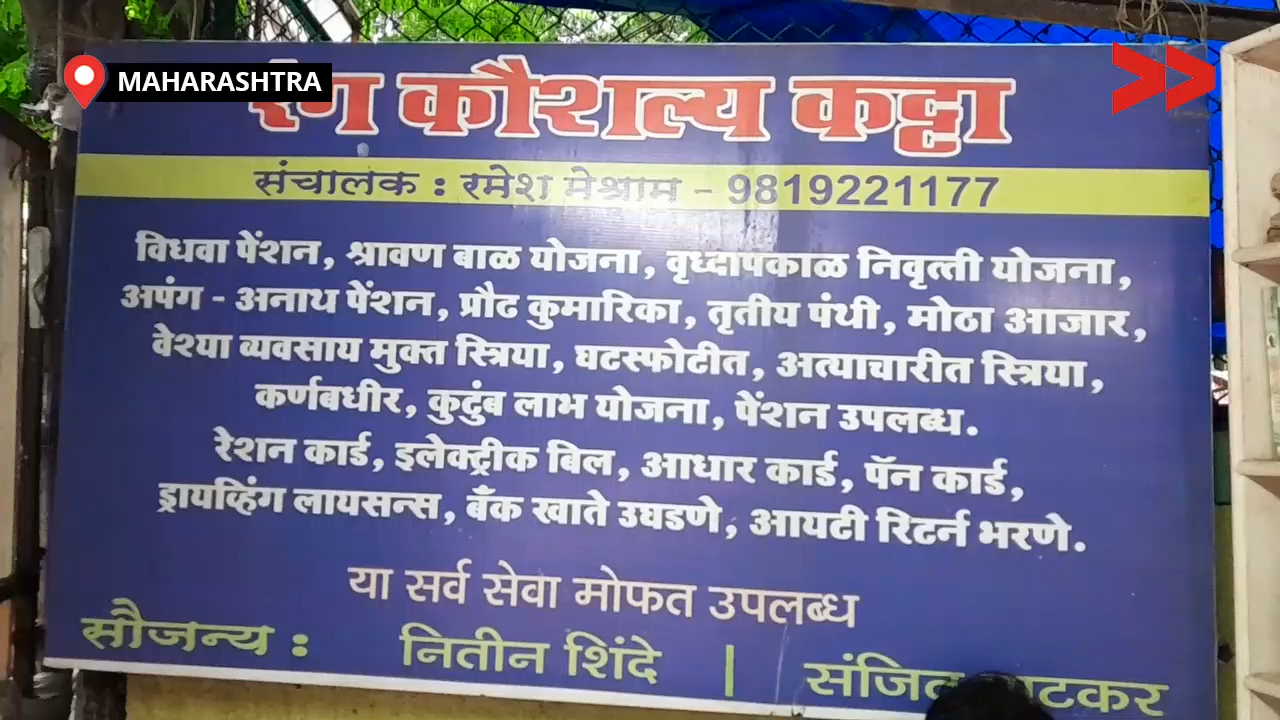 MAHARASHTRA
रंग कौशल्य कट्टा
संचालक : रमेश मेश्राम - 9819221177
विधवा पेंशन, श्रावण बाळ योजना, वृध्दापकाळ निवृत्ती योजना,
अपंग - अनाथ पेंशन, प्रौढ कुमारिका, तृतीय पंथी, मोठा आजार,
वेश्या व्यवसाय मुक्त स्त्रिया, घटस्फोटीत, अत्याचारीत स्त्रिया,
कर्णबधीर, कुटुंब लाभ योजना, पेंशन उपलब्ध.
रेशन कार्ड, इलेक्ट्रीक बिल, आधार कार्ड, पॅन कार्ड,
ड्रायव्हिंग लायसन्स, बँक खाते उघडणे, आयटी रिटर्न भरणे.
या सर्व सेवा मोफत उपलब्ध
सौजन्य : नितीन शिंदे |